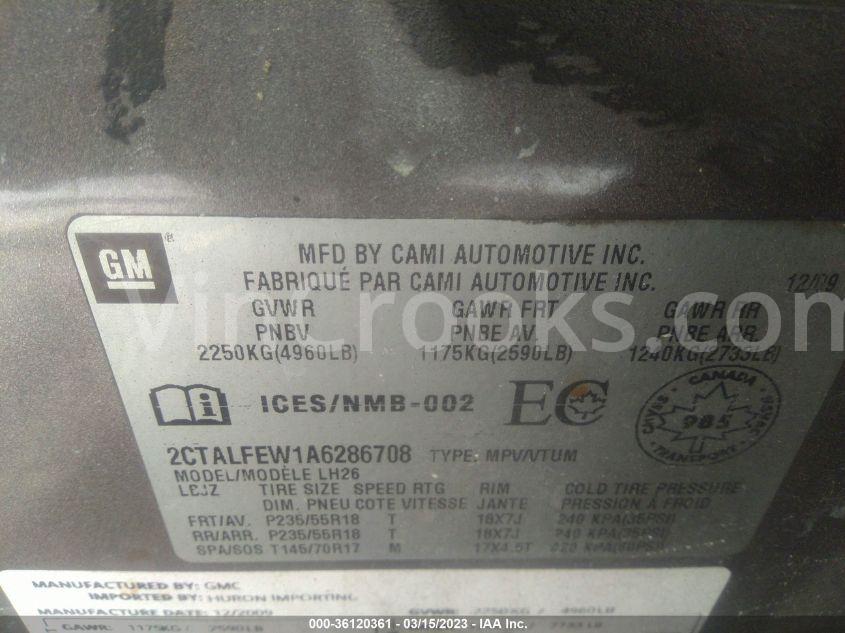 GM ®
MFD BY CAMI AUTOMOTIVE INC.
FABRIQUÉ PAR CAMI AUTOMOTIVE INC. 12/09
GVWR GAWR FRT GAWR RR
VinCronks.com
PNBV PNBE AV. PNBE ARR.
2250KG(4960LB) 1175KG(2590LB) 1240KG(2733LB)
i ICES/NMB-002 EC
CANADA
985
TRANSPORT
2CTALFEW1A6286708 TYPE: MPV/VTUM
MODEL/MODÈLE LH26
TIRE SIZE SPEED RTG RIM COLD TIRE PRESSURE
DIM. PNEU COTE VITESSE JANTE PRESSION À FROID
FRT/AV. P235/55R18 T 18X7J 240 KPA(35PSI)
RR/ARR. P235/55R18 T 18X7J 240 KPA(35PSI)
SPA/SOS T145/70R17 M 17X4.5T 420 KPA(60PSI)
MANUFACTURED BY: GMC
IMPORTED BY: HURON IMPORTING
MANUFACTURE DATE: 12/2009 GVWR: 2250KG / 4960LB
GAWR: 1175KG / 2590LB 2733LB
000-36120361 - 03/15/2023 - IAA Inc.